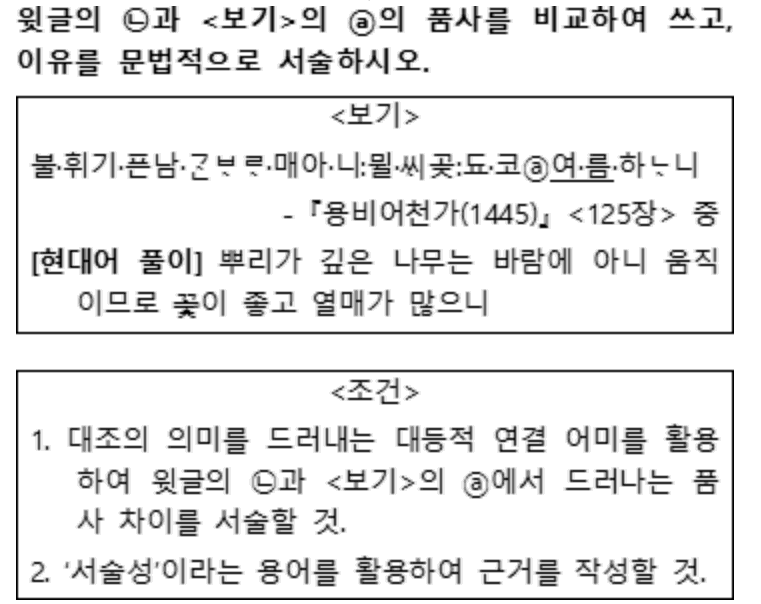 윗글의 ㉡과 <보기>의 ⓐ의 품사를 비교하여 쓰고,
이유를 문법적으로 서술하시오.
<보기>
불·휘기·픈남·ᄀᆞᄇᆞᄅᆞ·매아·니:뮐·씨곶:됴·코ⓐ여·름·하ᄂᆞ니
- 『용비어천가(1445)』 <125장> 중
[현대어 풀이] 뿌리가 깊은 나무는 바람에 아니 움직
이므로 꽃이 좋고 열매가 많으니
<조건>
1. 대조의 의미를 드러내는 대등적 연결 어미를 활용
하여 윗글의 ㉡과 <보기>의 ⓐ에서 드러나는 품
사 차이를 서술할 것.
2. '서술성'이라는 용어를 활용하여 근거를 작성할 것.